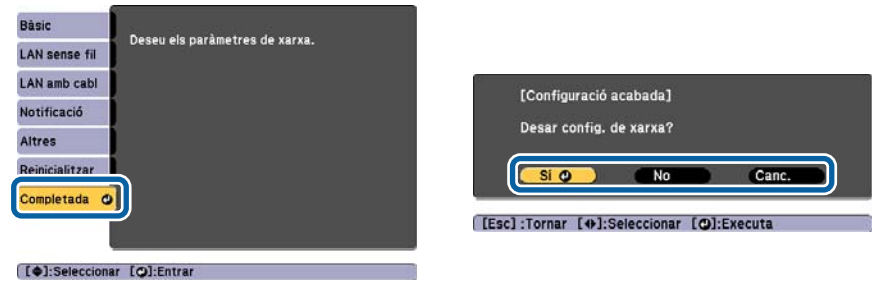 Bàsic
Deseu els paràmetres de xarxa.
LAN sense fil
LAN amb cabl
Notificació
Altres
Reinicialitzar
Completada
[◆]:Seleccionar [↵]:Entrar
[Configuració acabada]
Desar config. de xarxa?
Sí No Canc.
[Esc] :Tornar [◀▶]:Seleccionar [↵]:Executa